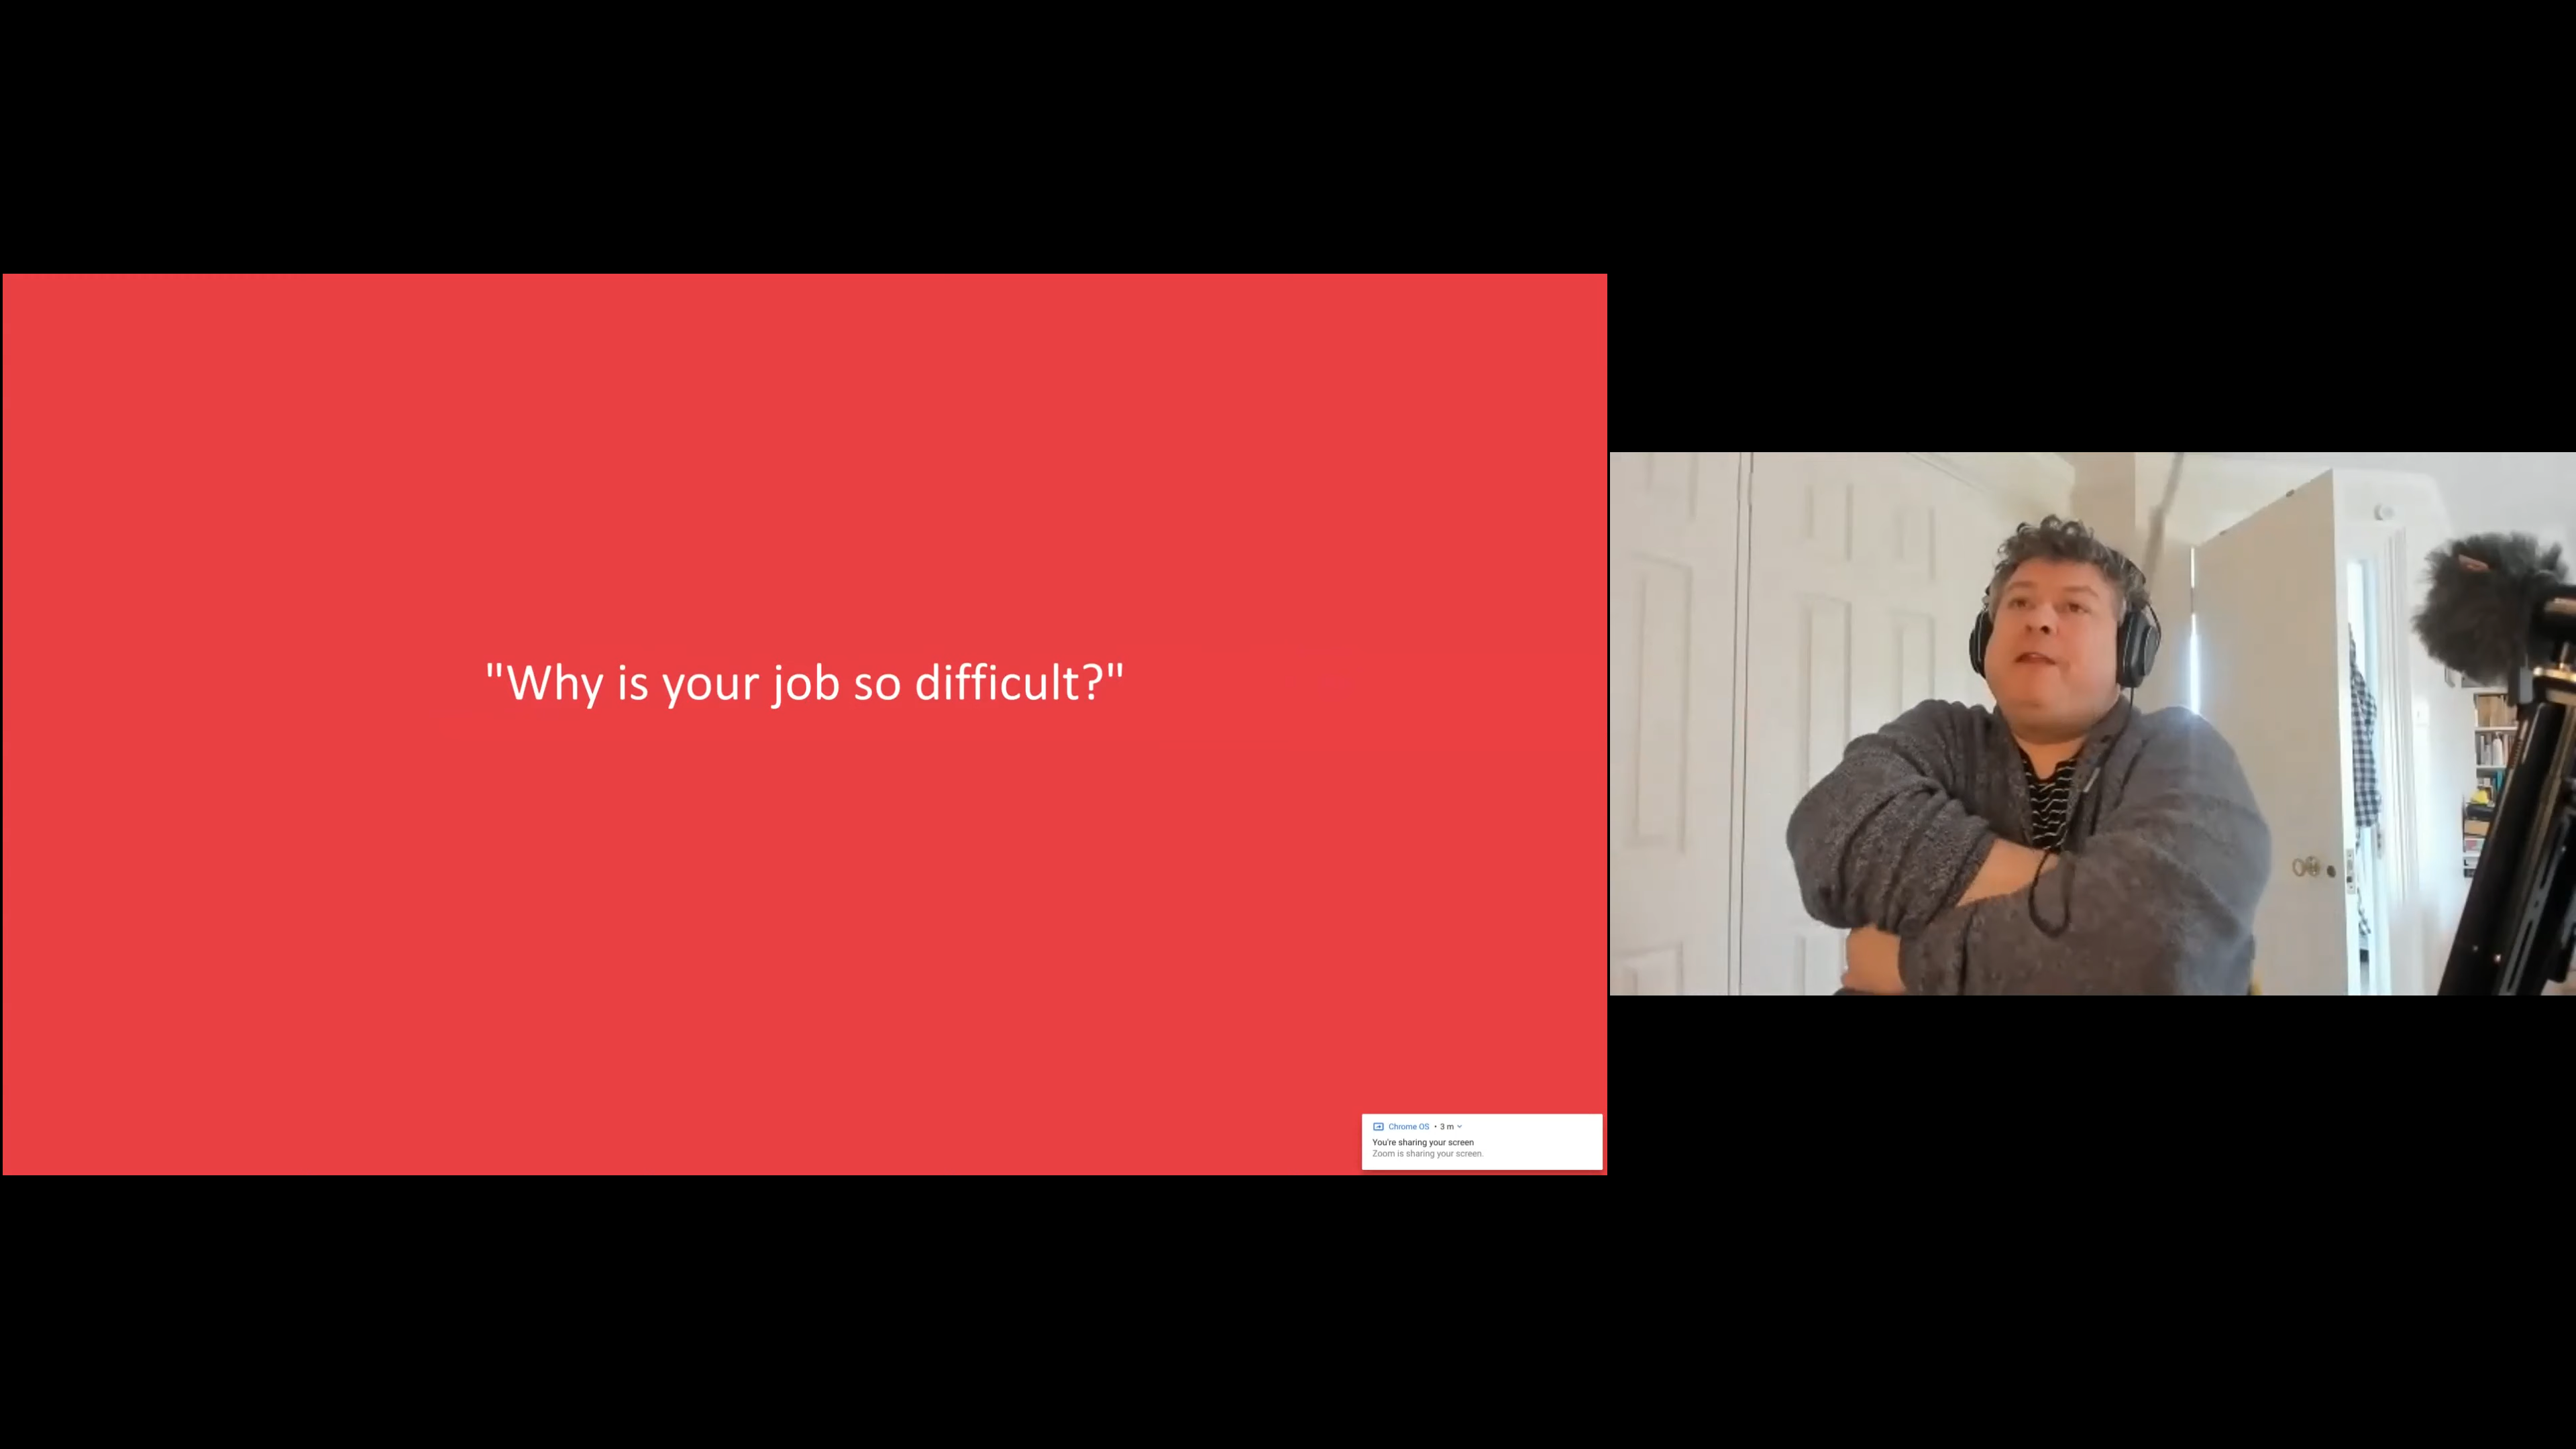 "Why is your job so difficult?"
Chrome OS • 3 m
You're sharing your screen
Zoom is sharing your screen.